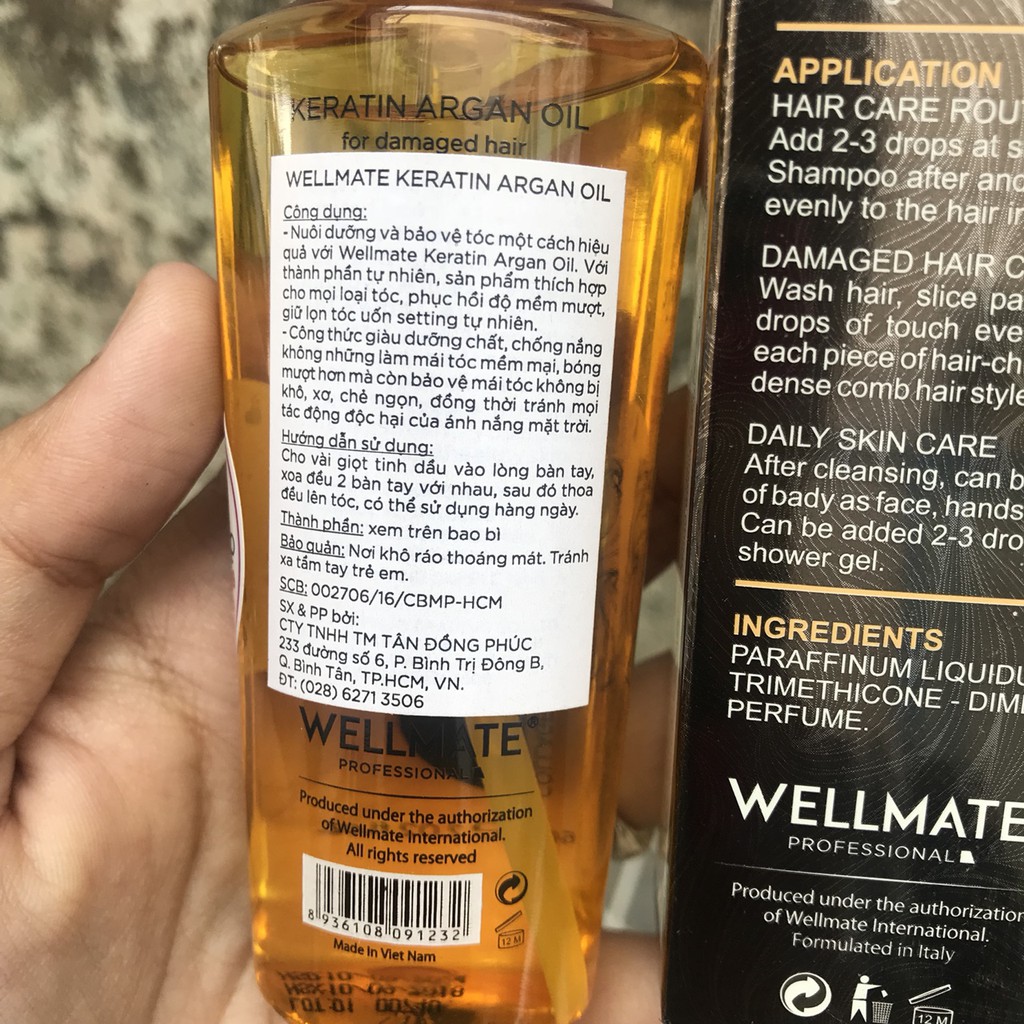 KERATIN ARGAN OIL
for damaged hair
WELLMATE KERATIN ARGAN OIL
Công dụng:
- Nuôi dưỡng và bảo vệ tóc một cách hiệu
quả với Wellmate Keratin Argan Oil. Với
thành phần tự nhiên, sản phẩm thích hợp
cho mọi loại tóc, phục hồi độ mềm mượt,
giữ lọn tóc uốn setting tự nhiên.
- Công thức giàu dưỡng chất, chống nắng
không những làm mái tóc mềm mại, bóng
mượt hơn mà còn bảo vệ mái tóc không bị
khô, xơ, chẻ ngọn, đồng thời tránh mọi
tác động độc hại của ánh nắng mặt trời.
Hướng dẫn sử dụng:
Cho vài giọt tinh dầu vào lòng bàn tay,
xoa đều 2 bàn tay với nhau, sau đó thoa
đều lên tóc, có thể sử dụng hàng ngày.
Thành phần: xem trên bao bì
Bảo quản: Nơi khô ráo thoáng mát. Tránh
xa tầm tay trẻ em.
SCB: 002706/16/CBMP-HCM
SX & PP bởi:
CTY TNHH TM TÂN ĐỒNG PHÚC
233 đường số 6, P. Bình Trị Đông B,
Q. Bình Tân, TP.HCM, VN.
ĐT: (028) 6271 3506
WELLMATE®
PROFESSIONAL
Produced under the authorization
of Wellmate International.
All rights reserved
8 936108 091232
12 M
Made In Viet Nam
LOT:01
APPLICATION
HAIR CARE ROU
Add 2-3 drops at s
Shampoo after and
evenly to the hair in
DAMAGED HAIR C
Wash hair, slice pa
drops of touch eve
each piece of hair-ch
dense comb hair style
DAILY SKIN CARE
After cleansing, can b
of bady as face, hands
Can be added 2-3 dro
shower gel.
INGREDIENTS
PARAFFINUM LIQUIDU
TRIMETHICONE - DIME
PERFUME.
WELLMATE
PROFESSIONAL
Produced under the authorization
of Wellmate International.
Formulated in Italy
12 M